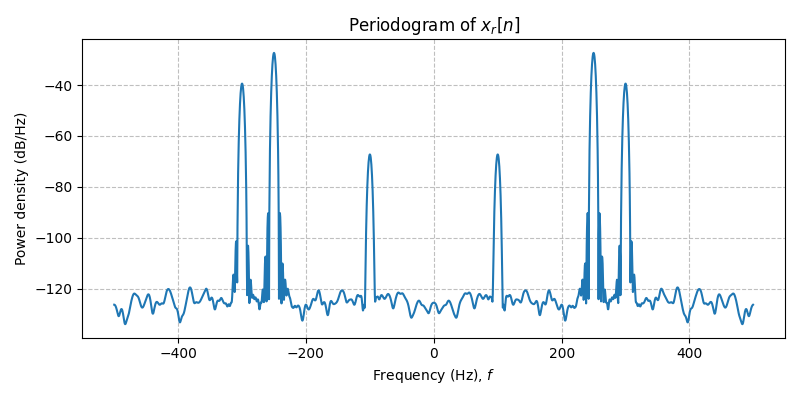 Periodogram of $x_r[n]$
Power density (dB/Hz)
−40
−60
−80
−100
−120
−400 −200 0 200 400
Frequency (Hz), $f$